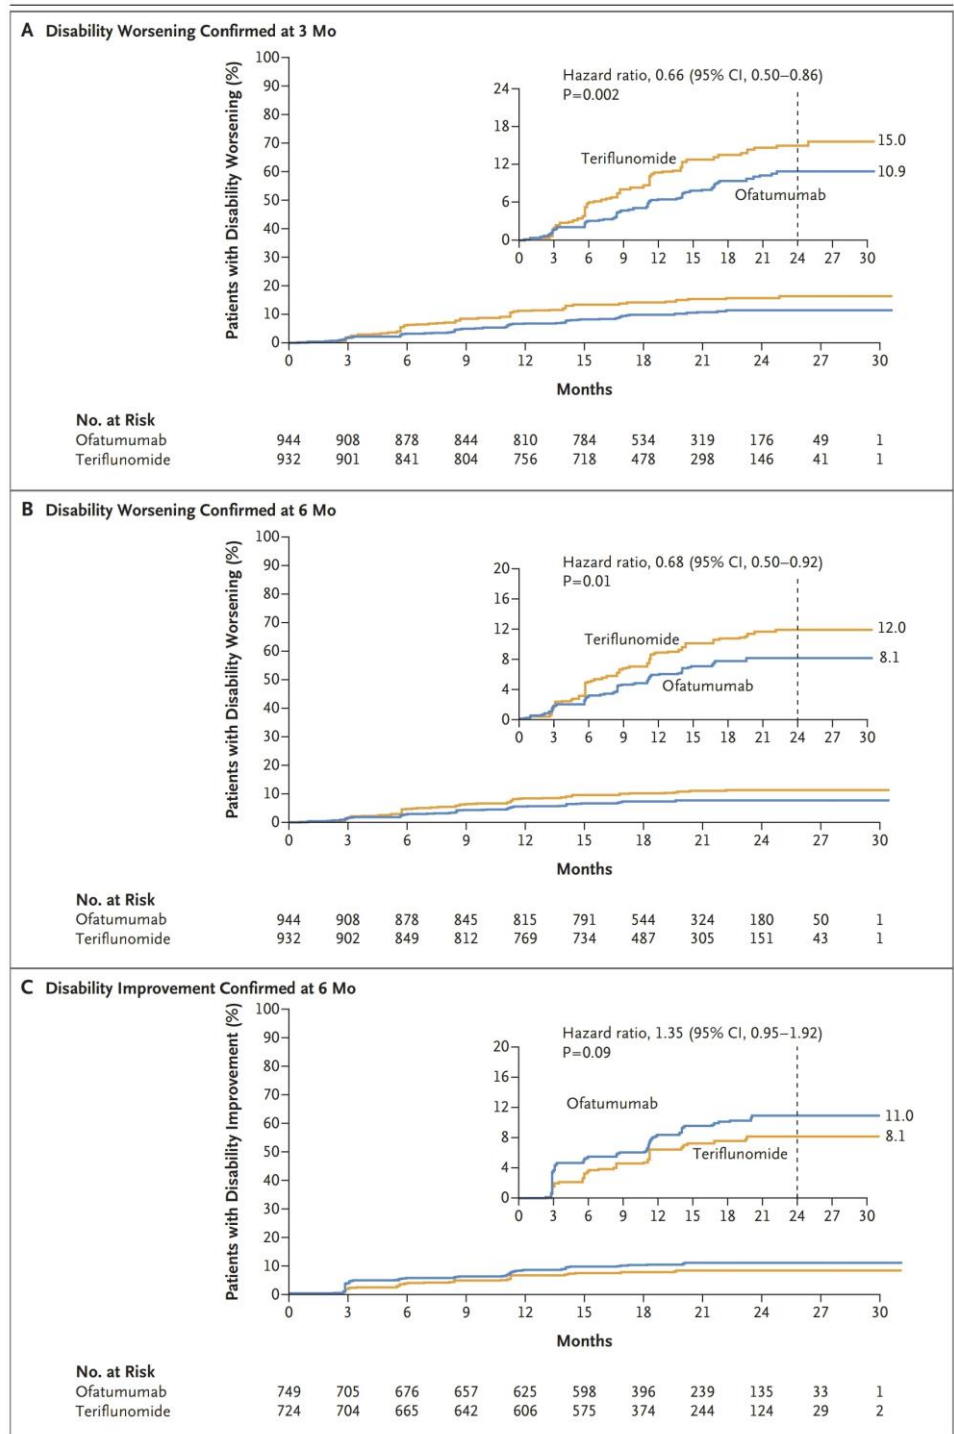 A Disability Worsening Confirmed at 3 Mo
Patients with Disability Worsening (%)
100
90
80
70
60
50
40
30
20
10
0
0 3 6 9 12 15 18 21 24 27 30
Months
Hazard ratio, 0.66 (95% CI, 0.50–0.86)
P=0.002
24
18
12
6
0
Teriflunomide
Ofatumumab
15.0
10.9
0 3 6 9 12 15 18 21 24 27 30
No. at Risk
Ofatumumab 944 908 878 844 810 784 534 319 176 49 1
Teriflunomide 932 901 841 804 756 718 478 298 146 41 1
B Disability Worsening Confirmed at 6 Mo
Patients with Disability Worsening (%)
100
90
80
70
60
50
40
30
20
10
0
0 3 6 9 12 15 18 21 24 27 30
Months
Hazard ratio, 0.68 (95% CI, 0.50–0.92)
P=0.01
20
16
12
8
4
0
Teriflunomide
Ofatumumab
12.0
8.1
0 3 6 9 12 15 18 21 24 27 30
No. at Risk
Ofatumumab 944 908 878 845 815 791 544 324 180 50 1
Teriflunomide 932 902 849 812 769 734 487 305 151 43 1
C Disability Improvement Confirmed at 6 Mo
Patients with Disability Improvement (%)
100
90
80
70
60
50
40
30
20
10
0
0 3 6 9 12 15 18 21 24 27 30
Months
Hazard ratio, 1.35 (95% CI, 0.95–1.92)
P=0.09
20
16
12
8
4
0
Ofatumumab
Teriflunomide
11.0
8.1
0 3 6 9 12 15 18 21 24 27 30
No. at Risk
Ofatumumab 749 705 676 657 625 598 396 239 135 33 1
Teriflunomide 724 704 665 642 606 575 374 244 124 29 2